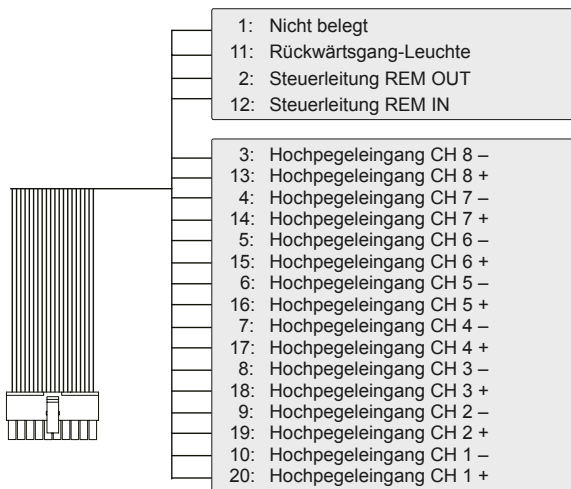 1: Nicht belegt
11: Rückwärtsgang-Leuchte
2: Steuerleitung REM OUT
12: Steuerleitung REM IN
3: Hochpegeleingang CH 8 –
13: Hochpegeleingang CH 8 +
4: Hochpegeleingang CH 7 –
14: Hochpegeleingang CH 7 +
5: Hochpegeleingang CH 6 –
15: Hochpegeleingang CH 6 +
6: Hochpegeleingang CH 5 –
16: Hochpegeleingang CH 5 +
7: Hochpegeleingang CH 4 –
17: Hochpegeleingang CH 4 +
8: Hochpegeleingang CH 3 –
18: Hochpegeleingang CH 3 +
9: Hochpegeleingang CH 2 –
19: Hochpegeleingang CH 2 +
10: Hochpegeleingang CH 1 –
20: Hochpegeleingang CH 1 +